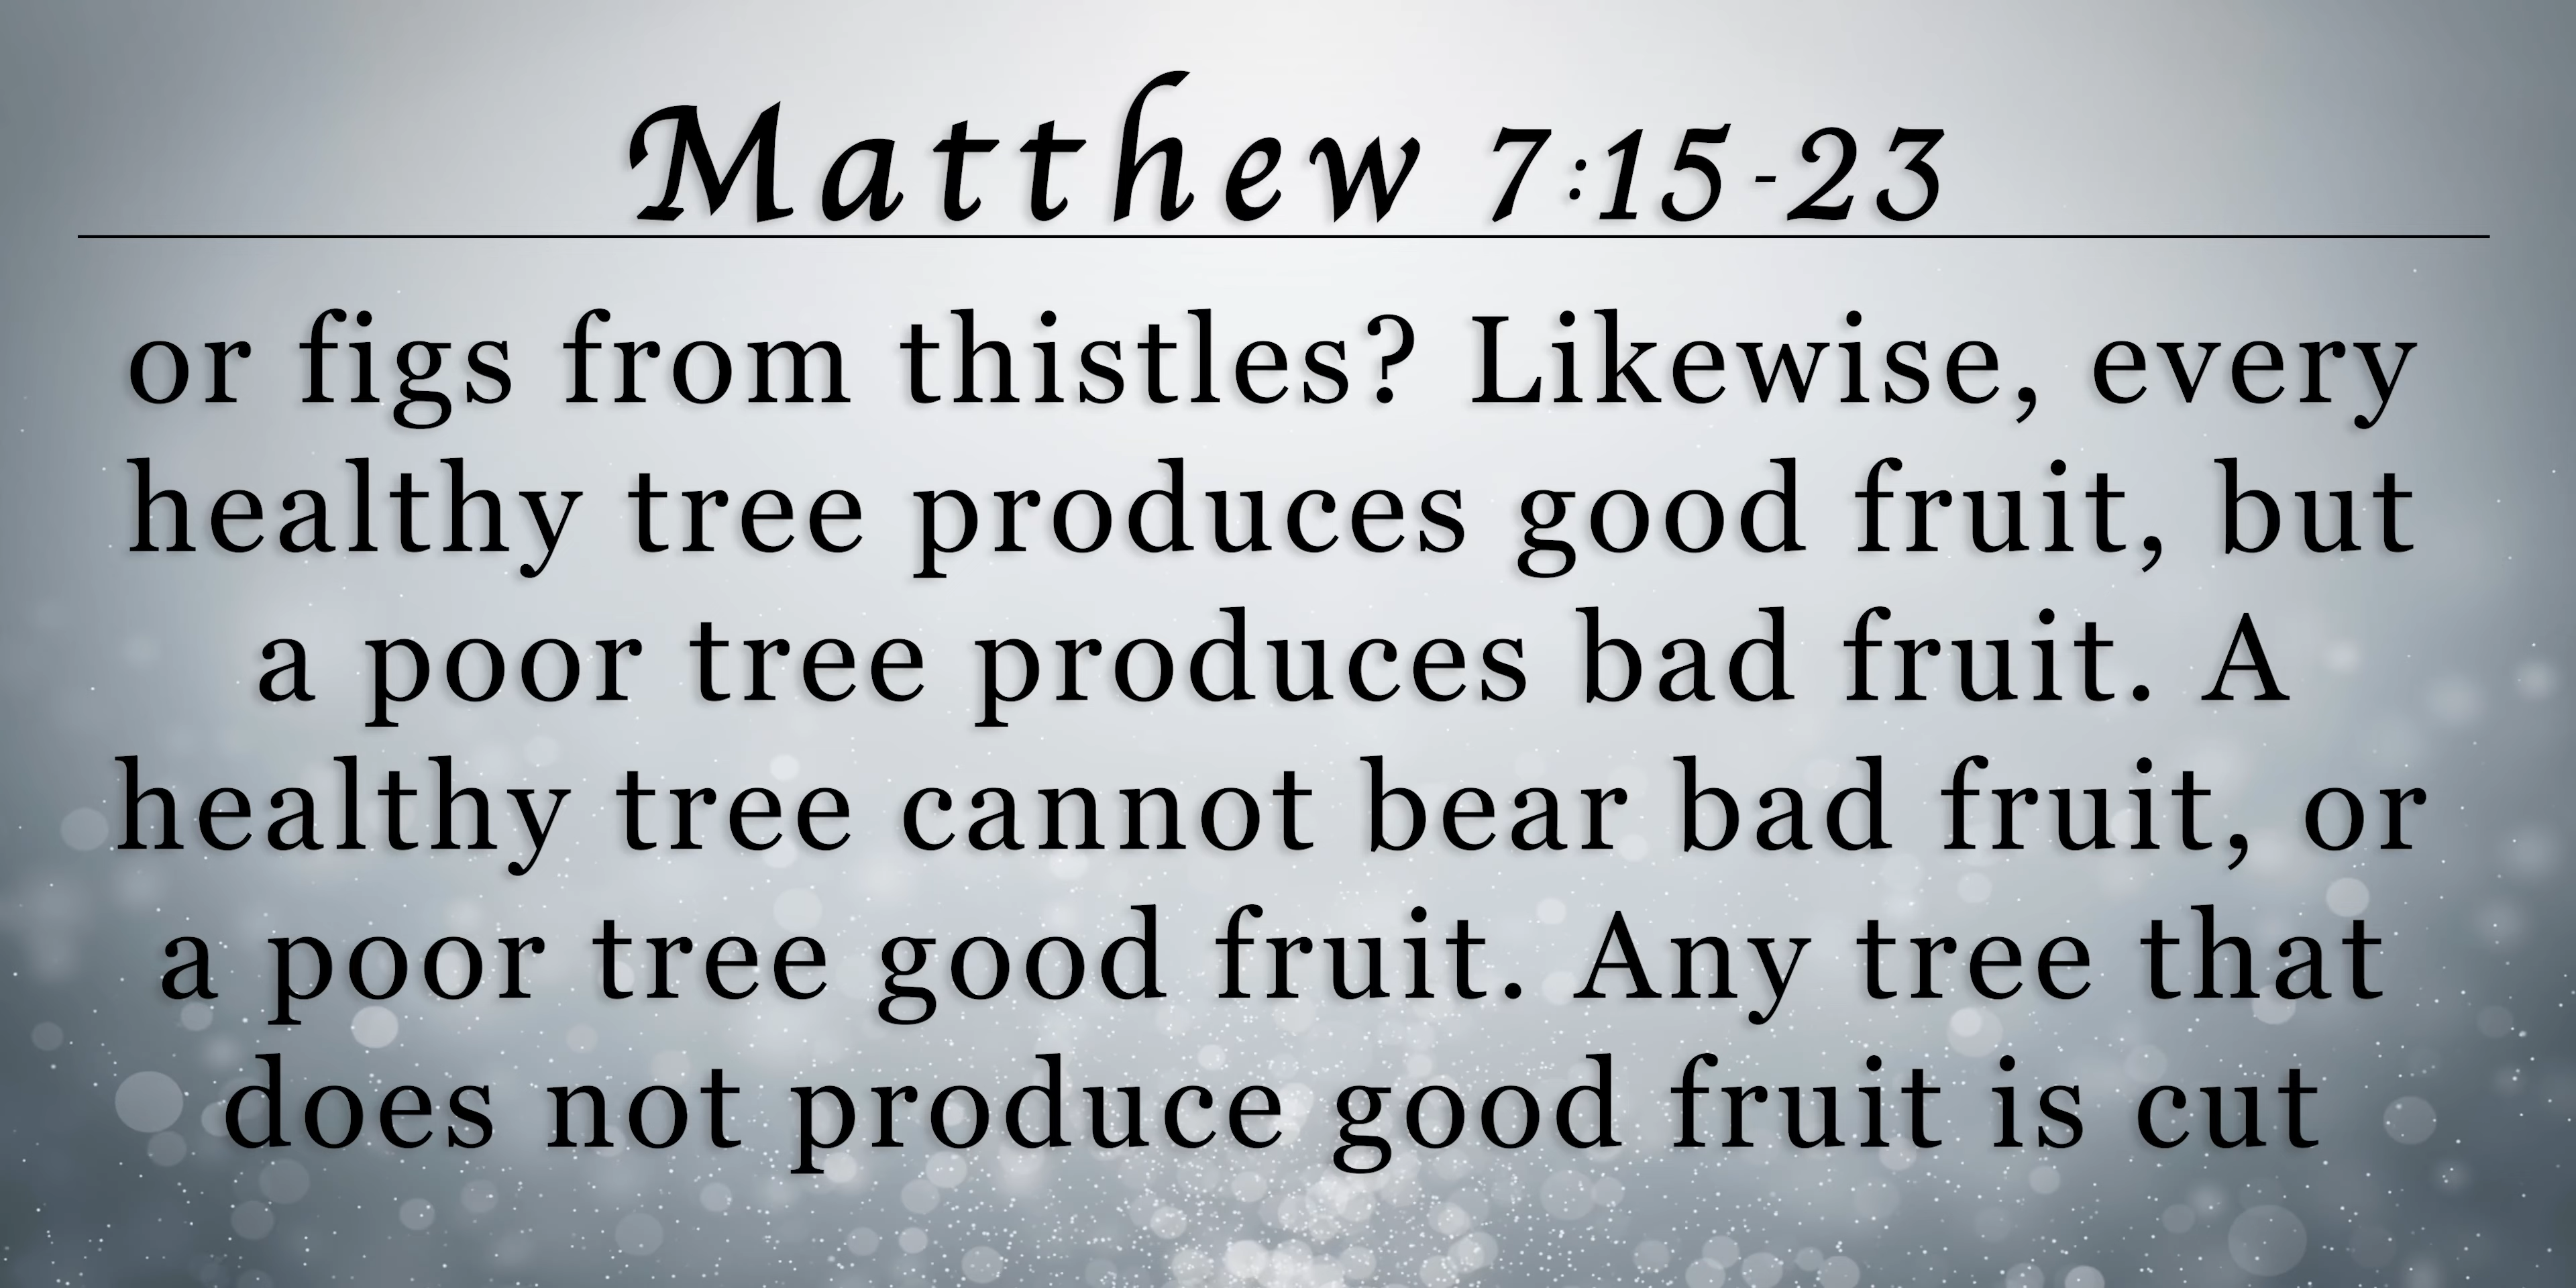 Matthew 7:15-23
or figs from thistles? Likewise, every
healthy tree produces good fruit, but
a poor tree produces bad fruit. A
healthy tree cannot bear bad fruit, or
a poor tree good fruit. Any tree that
does not produce good fruit is cut